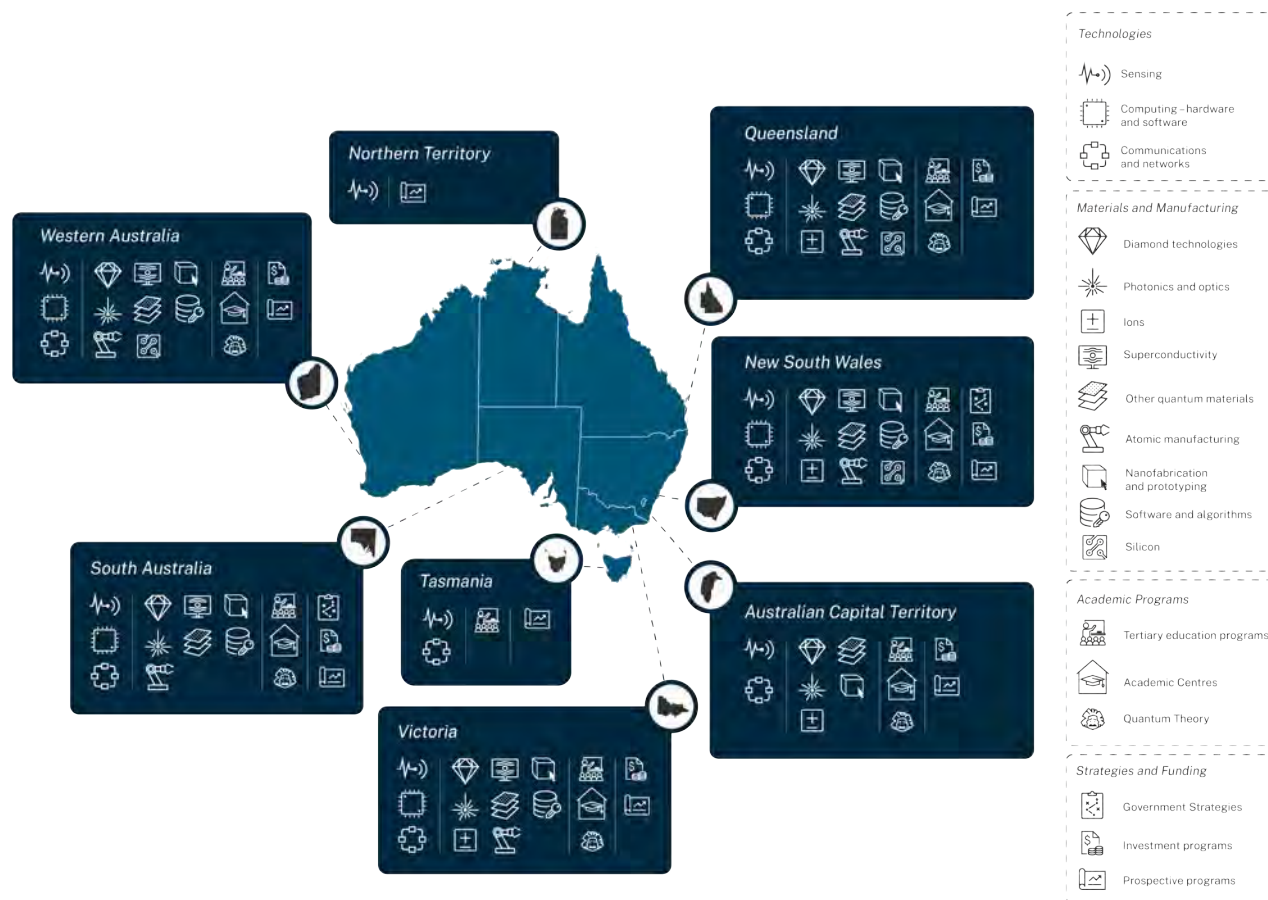 Technologies
Sensing
Computing – hardware
and software
Communications
and networks
Materials and Manufacturing
Diamond technologies
Photonics and optics
Ions
Superconductivity
Other quantum materials
Atomic manufacturing
Nanofabrication
and prototyping
Software and algorithms
Silicon
Academic Programs
Tertiary education programs
Academic Centres
Quantum Theory
Strategies and Funding
Government Strategies
Investment programs
Prospective programs
Northern Territory
Queensland
Western Australia
New South Wales
South Australia
Tasmania
Australian Capital Territory
Victoria